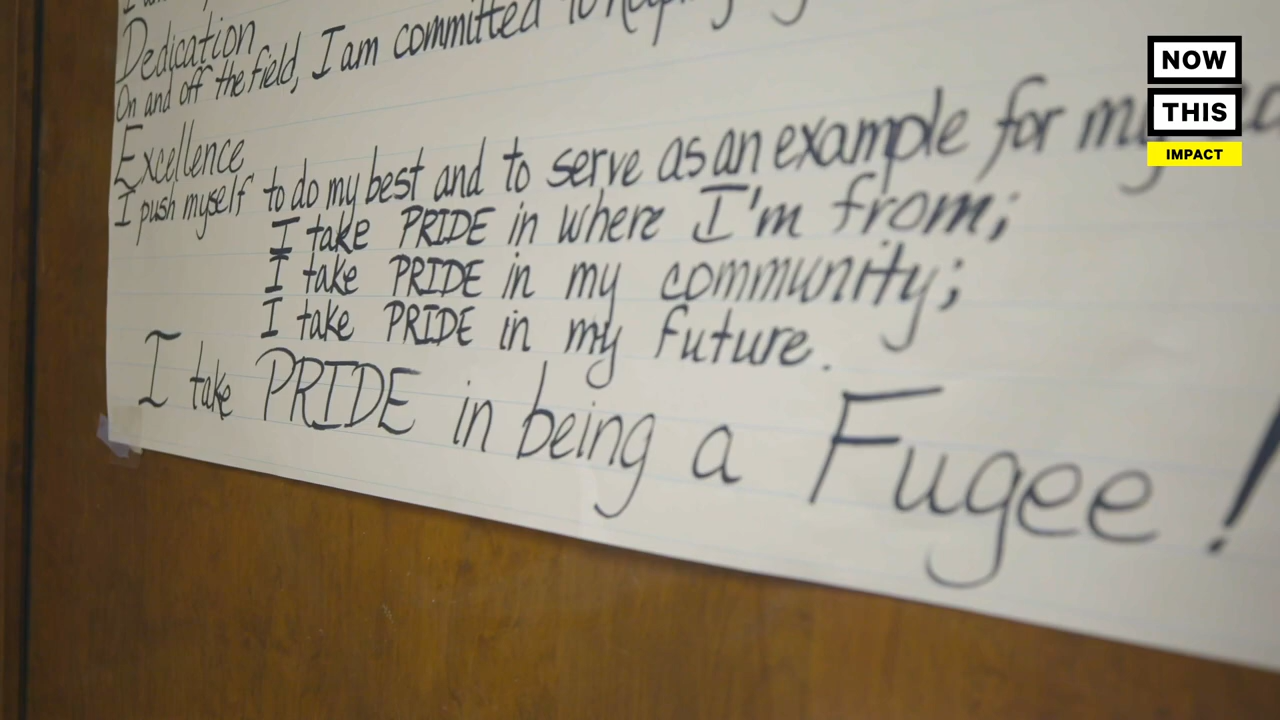 Dedication
On and off the field, I am committed to helping
Excellence
I push myself to do my best and to serve as an example for my
I take PRIDE in where I'm from;
I take PRIDE in my community;
I take PRIDE in my future.
I take PRIDE in being a Fugee!
NOW
THIS
IMPACT